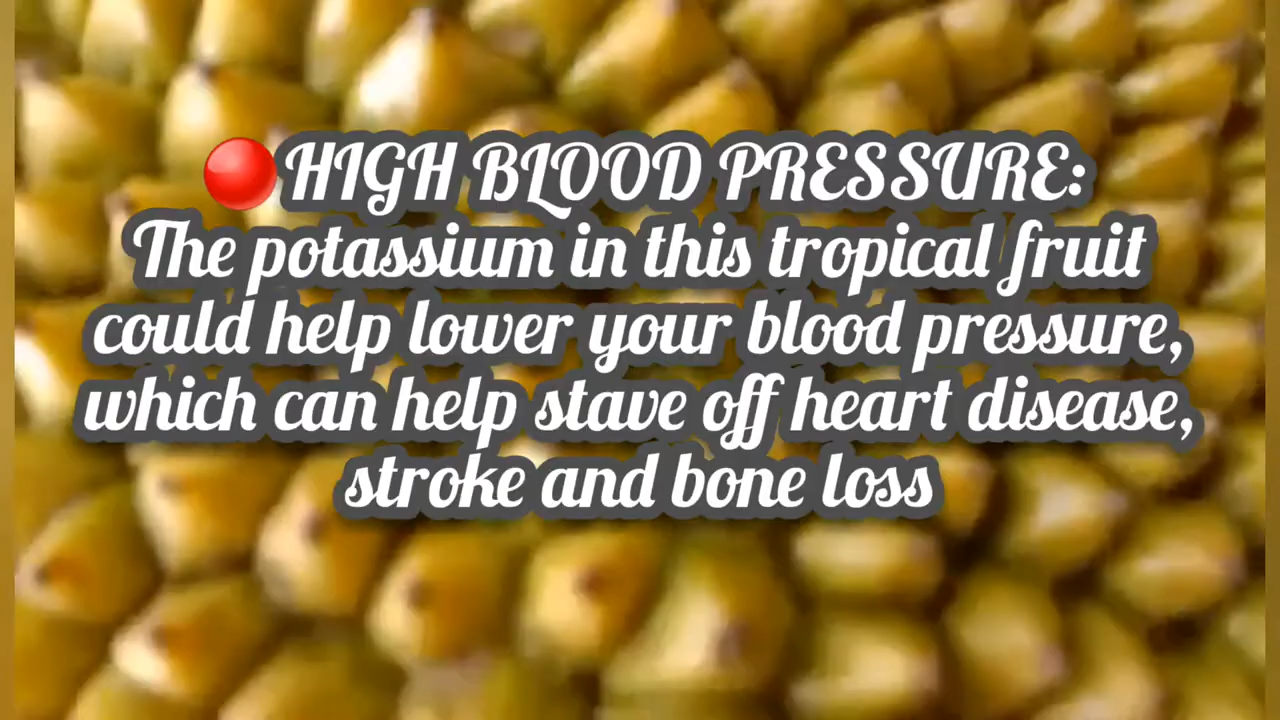 🔴HIGH BLOOD PRESSURE:
The potassium in this tropical fruit
could help lower your blood pressure,
which can help stave off heart disease,
stroke and bone loss